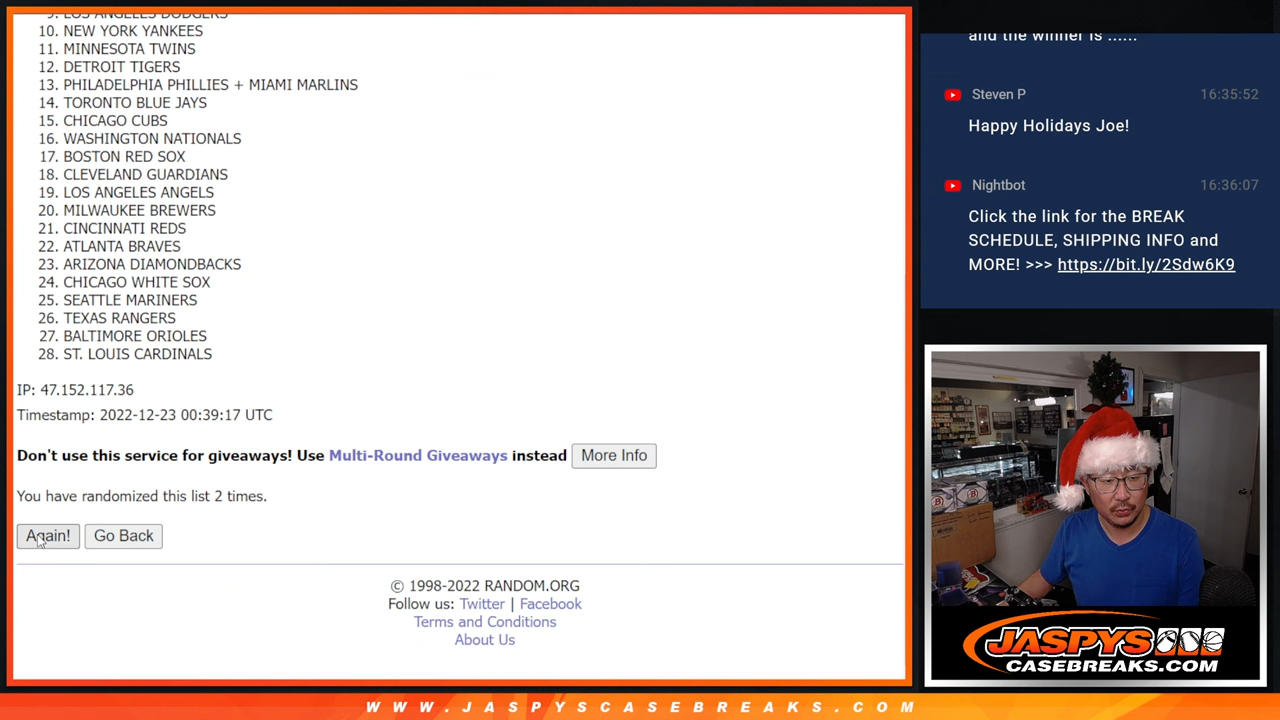 9. LOS ANGELES DODGERS
10. NEW YORK YANKEES
11. MINNESOTA TWINS
12. DETROIT TIGERS
13. PHILADELPHIA PHILLIES + MIAMI MARLINS
14. TORONTO BLUE JAYS
15. CHICAGO CUBS
16. WASHINGTON NATIONALS
17. BOSTON RED SOX
18. CLEVELAND GUARDIANS
19. LOS ANGELES ANGELS
20. MILWAUKEE BREWERS
21. CINCINNATI REDS
22. ATLANTA BRAVES
23. ARIZONA DIAMONDBACKS
24. CHICAGO WHITE SOX
25. SEATTLE MARINERS
26. TEXAS RANGERS
27. BALTIMORE ORIOLES
28. ST. LOUIS CARDINALS
IP: 47.152.117.36
Timestamp: 2022-12-23 00:39:17 UTC
Don't use this service for giveaways! Use Multi-Round Giveaways instead More Info
You have randomized this list 2 times.
Again! Go Back
© 1998-2022 RANDOM.ORG
Follow us: Twitter | Facebook
Terms and Conditions
About Us
and the winner is ......
Steven P 16:35:52
Happy Holidays Joe!
Nightbot 16:36:07
Click the link for the BREAK
SCHEDULE, SHIPPING INFO and
MORE! >>> https://bit.ly/2Sdw6K9
JASPYS
CASEBREAKS.COM
WWW.JASPYSCASEBREAKS.COM